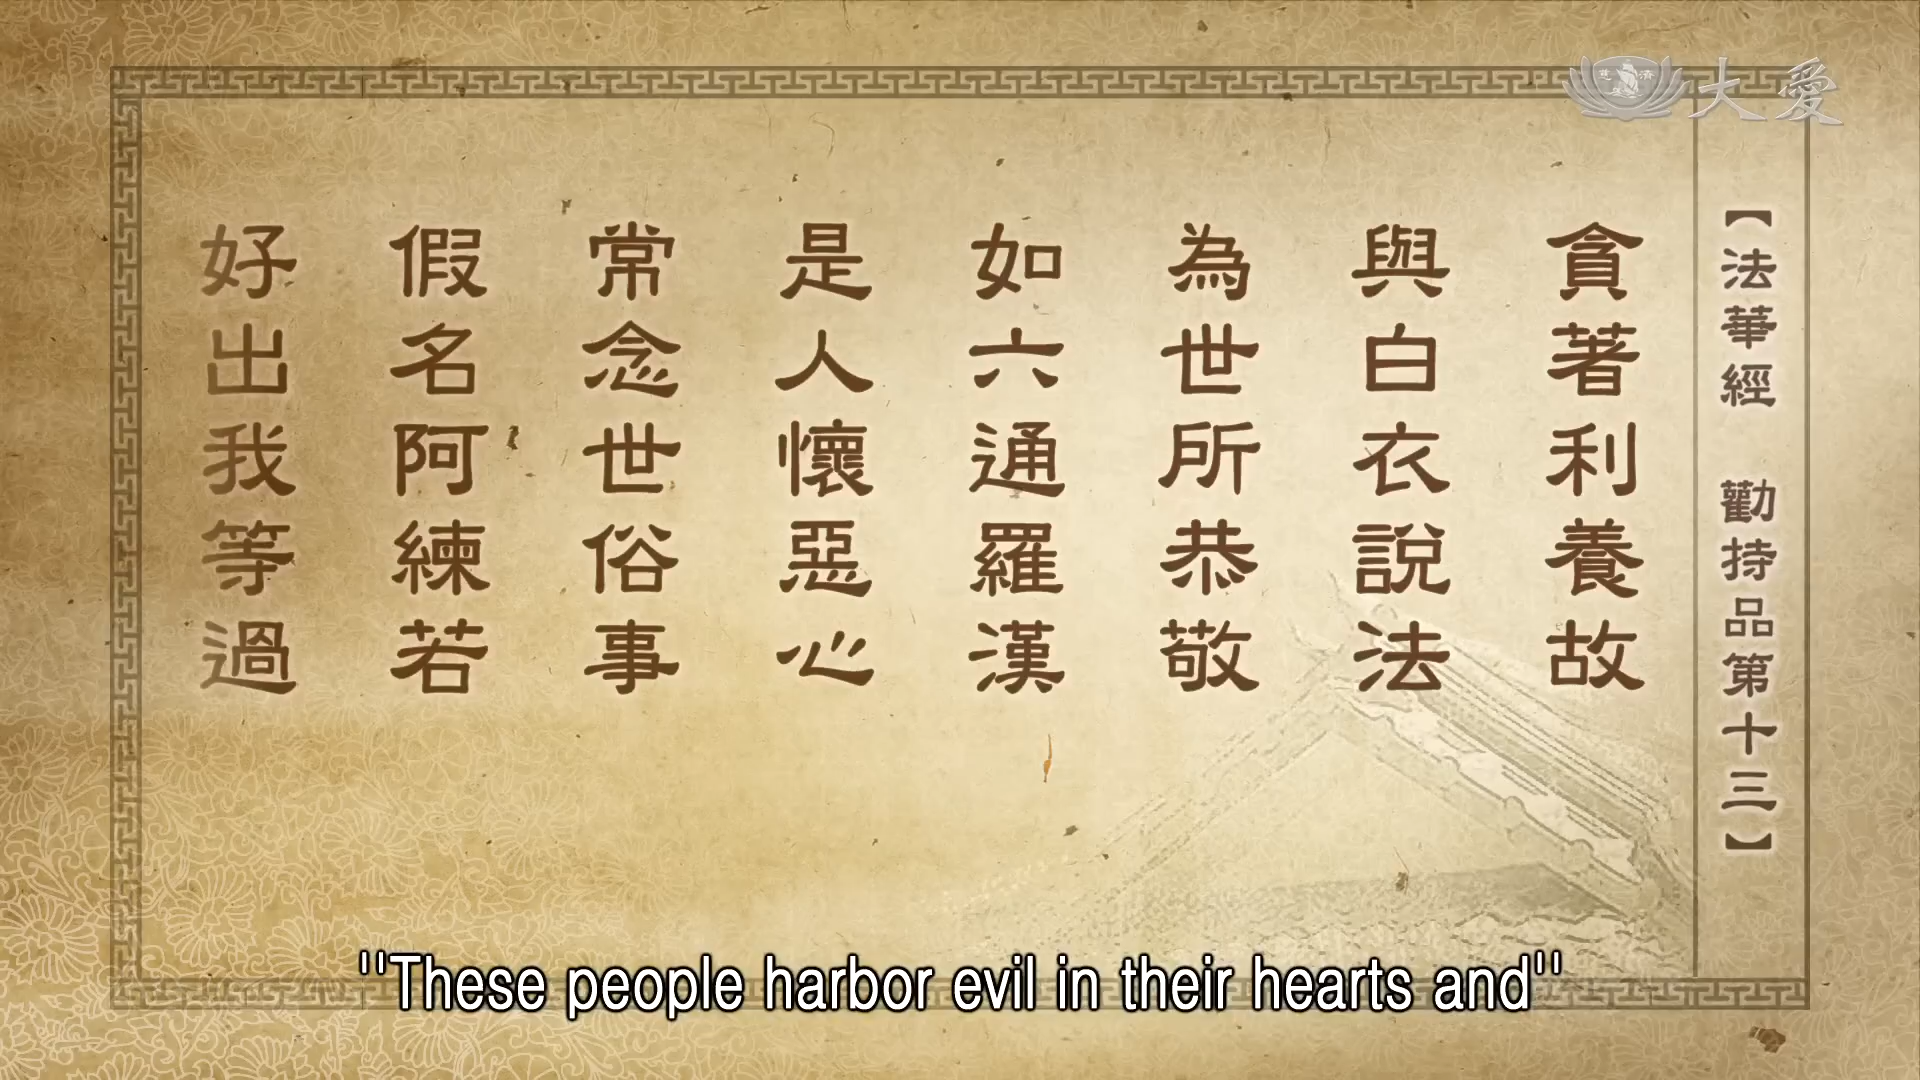 大愛
慈濟
【法華經 勸持品第十三】
貪著利養故
與白衣說法
為世所恭敬
如六通羅漢
是人懷惡心
常念世俗事
假名阿練若
好出我等過
"These people harbor evil in their hearts and"